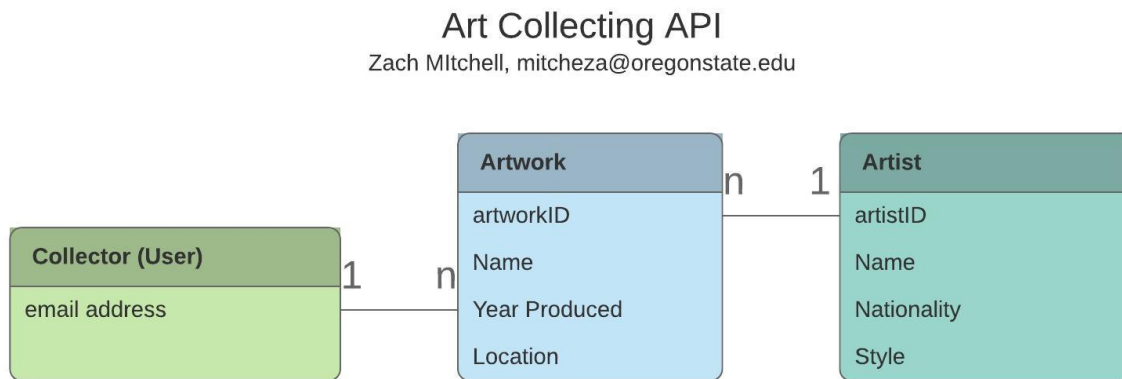 Art Collecting API
Zach MItchell, mitcheza@oregonstate.edu
Collector (User)
email address
1
n
Artwork
artworkID
Name
Year Produced
Location
n
1
Artist
artistID
Name
Nationality
Style